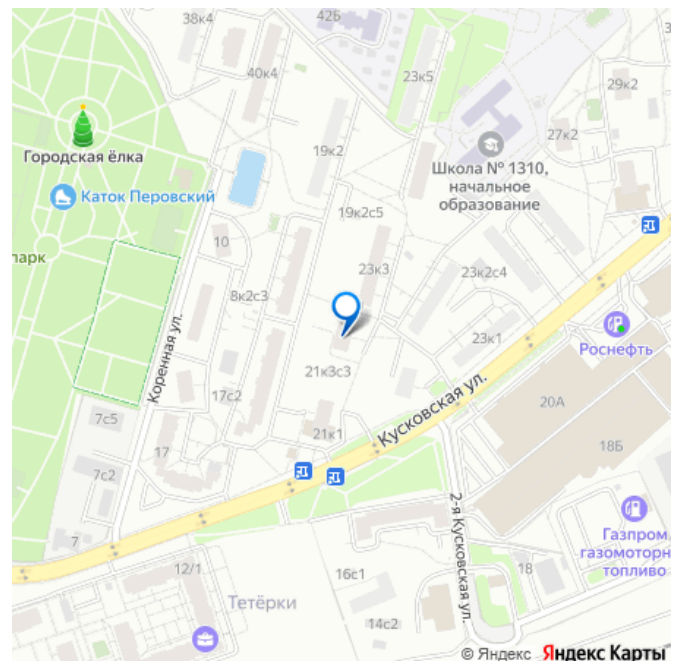 38к4
42Б
40к4
23к5
29к2
27к2
Городская ёлка
19к2
Школа № 1310,
начальное
образование
Каток Перовский
19к2с5
парк
10
23к3
23к2с4
8к2с3
Коренная ул.
23к1
Роснефть
21к3с3
17с2
Кусковская ул.
20А
7с5
21к1
18Б
17
7с2
2-я Кусковская ул.
7
Газпром
газомоторн
топливо
12/1
16с1
18
Тетёрки
14с2
© Яндекс Яндекс Карты